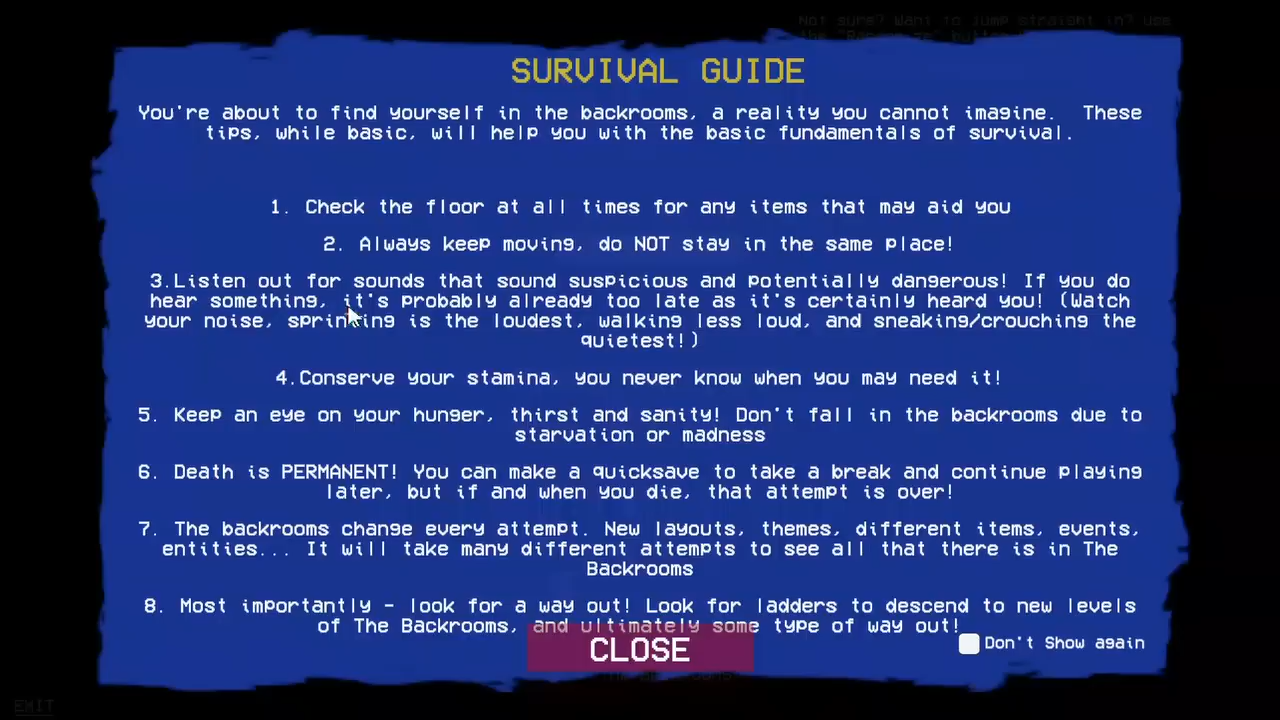 Not sure? Want to jump straight in? Use
SURVIVAL GUIDE
You're about to find yourself in the backrooms, a reality you cannot imagine.  These
tips, while basic, will help you with the basic fundamentals of survival.
1. Check the floor at all times for any items that may aid you
2. Always keep moving, do NOT stay in the same place!
3.Listen out for sounds that sound suspicious and potentially dangerous! If you do
hear something, it's probably already too late as it's certainly heard you! (Watch
your noise, sprinting is the loudest, walking less loud, and sneaking/crouching the
quietest!)
4.Conserve your stamina, you never know when you may need it!
5. Keep an eye on your hunger, thirst and sanity! Don't fall in the backrooms due to
starvation or madness
6. Death is PERMANENT! You can make a quicksave to take a break and continue playing
later, but if and when you die, that attempt is over!
7. The backrooms change every attempt. New layouts, themes, different items, events,
entities... It will take many different attempts to see all that there is in The
Backrooms
8. Most importantly - look for a way out! Look for ladders to descend to new levels
of The Backrooms, and ultimately some type of way out!
CLOSE
Don't Show again
EXIT